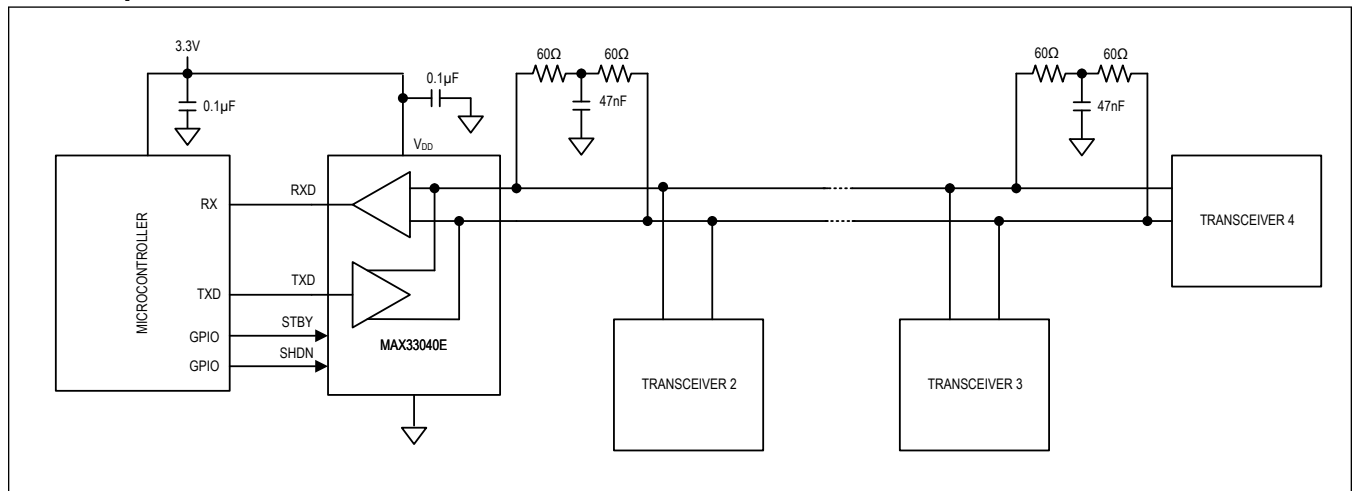 3.3V
0.1µF
0.1µF
60Ω
60Ω
47nF
60Ω
60Ω
47nF
V_DD
MICROCONTROLLER
RX
RXD
TXD
TXD
GPIO
STBY
GPIO
SHDN
MAX33040E
TRANSCEIVER 2
TRANSCEIVER 3
TRANSCEIVER 4